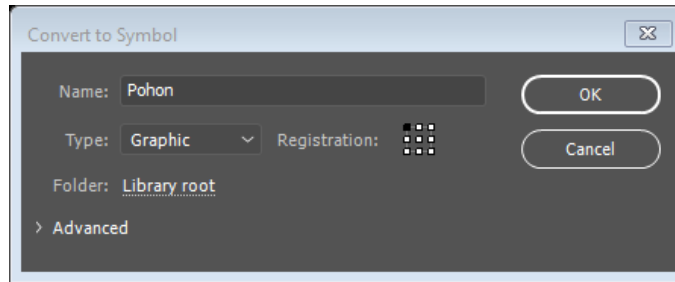 Convert to Symbol
Name: Pohon
OK
Type: Graphic Registration:
Cancel
Folder: Library root
Advanced